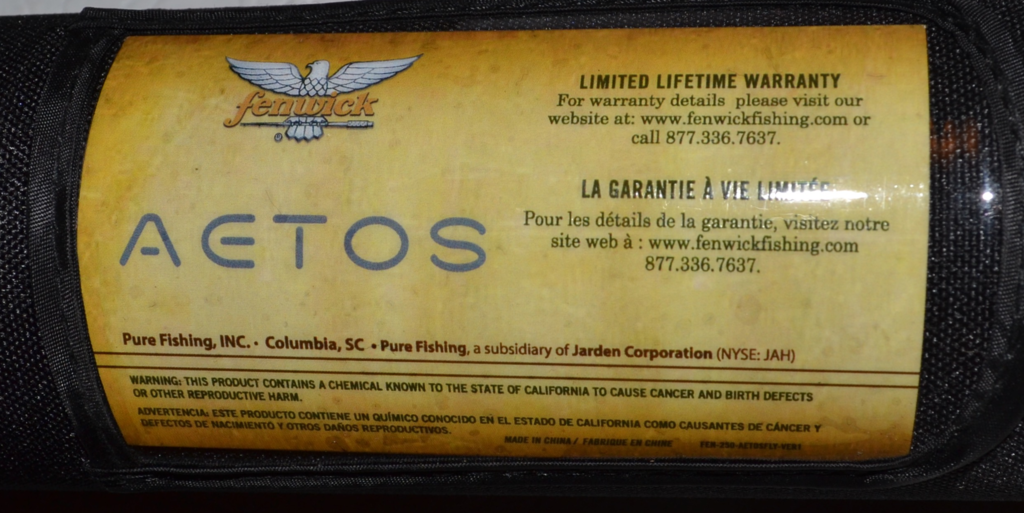 fenwick
AETOS
LIMITED LIFETIME WARRANTY
For warranty details please visit our
website at: www.fenwickfishing.com or
call 877.336.7637.
LA GARANTIE À VIE LIMITÉE
Pour les détails de la garantie, visitez notre
site web à : www.fenwickfishing.com
877.336.7637.
Pure Fishing, INC. • Columbia, SC • Pure Fishing, a subsidiary of Jarden Corporation (NYSE: JAH)
WARNING: THIS PRODUCT CONTAINS A CHEMICAL KNOWN TO THE STATE OF CALIFORNIA TO CAUSE CANCER AND BIRTH DEFECTS
OR OTHER REPRODUCTIVE HARM.
ADVERTENCIA: ESTE PRODUCTO CONTIENE UN QUÍMICO CONOCIDO EN EL ESTADO DE CALIFORNIA COMO CAUSANTES DE CÁNCER Y
DEFECTOS DE NACIMIENTO Y OTROS DAÑOS REPRODUCTIVOS.
MADE IN CHINA / FABRIQUE EN CHINE